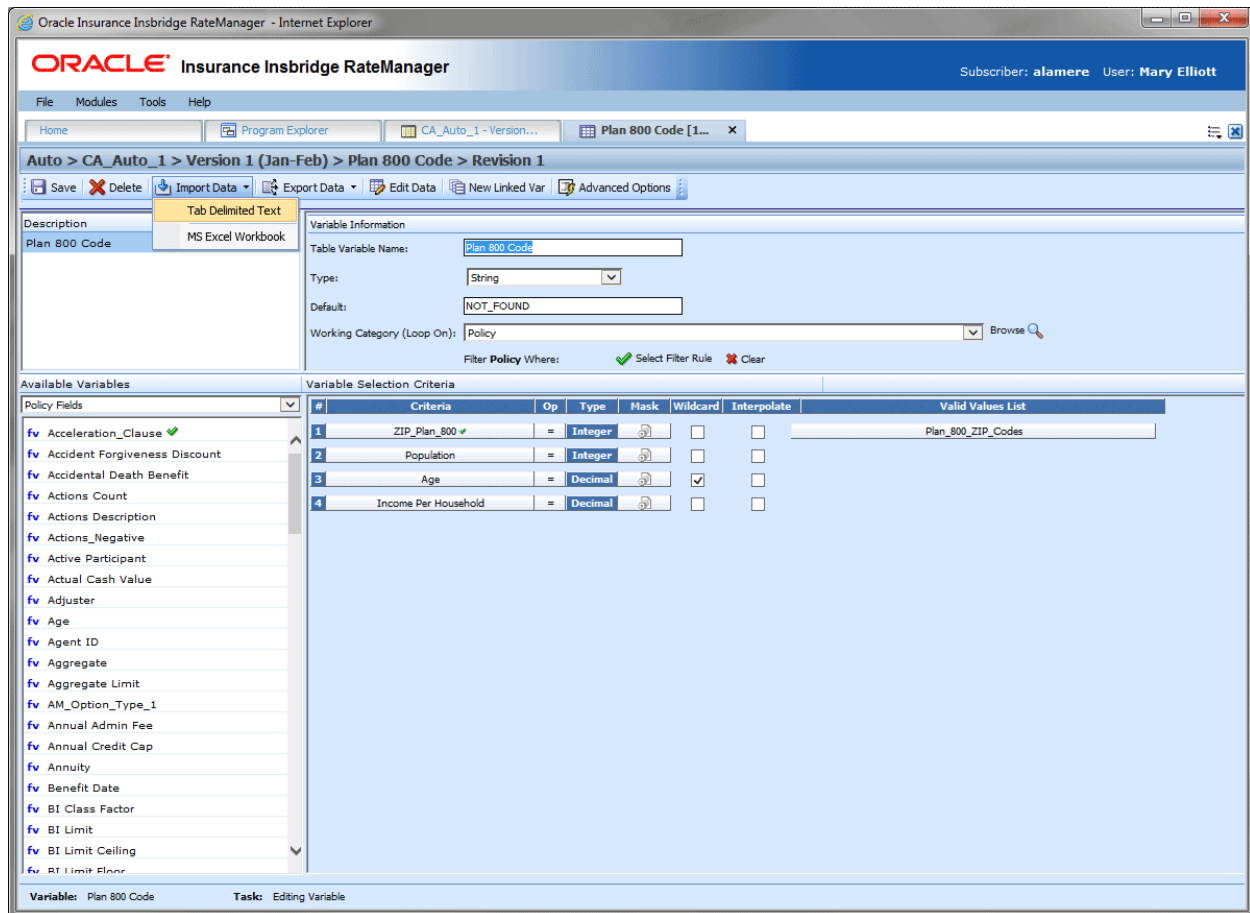 Oracle Insurance Insbridge RateManager - Internet Explorer
ORACLE Insurance Insbridge RateManager
Subscriber: alamere User: Mary Elliott
File Modules Tools Help
Home Program Explorer CA_Auto_1 - Version... Plan 800 Code [1...
Auto > CA_Auto_1 > Version 1 (Jan-Feb) > Plan 800 Code > Revision 1
Save Delete Import Data Export Data Edit Data New Linked Var Advanced Options
Tab Delimited Text
MS Excel Workbook
Description
Plan 800 Code
Variable Information
Table Variable Name: Plan 800 Code
Type: String
Default: NOT_FOUND
Working Category (Loop On): Policy Browse
Filter Policy Where: Select Filter Rule Clear
Available Variables
Policy Fields
fv Acceleration_Clause
fv Accident Forgiveness Discount
fv Accidental Death Benefit
fv Actions Count
fv Actions Description
fv Actions_Negative
fv Active Participant
fv Actual Cash Value
fv Adjuster
fv Age
fv Agent ID
fv Aggregate
fv Aggregate Limit
fv AM_Option_Type_1
fv Annual Admin Fee
fv Annual Credit Cap
fv Annuity
fv Benefit Date
fv BI Class Factor
fv BI Limit
fv BI Limit Ceiling
fv BI Limit Floor
Variable Selection Criteria
# Criteria Op Type Mask Wildcard Interpolate Valid Values List
1 ZIP_Plan_800 = Integer Plan_800_ZIP_Codes
2 Population = Integer
3 Age = Decimal
4 Income Per Household = Decimal
Variable: Plan 800 Code Task: Editing Variable